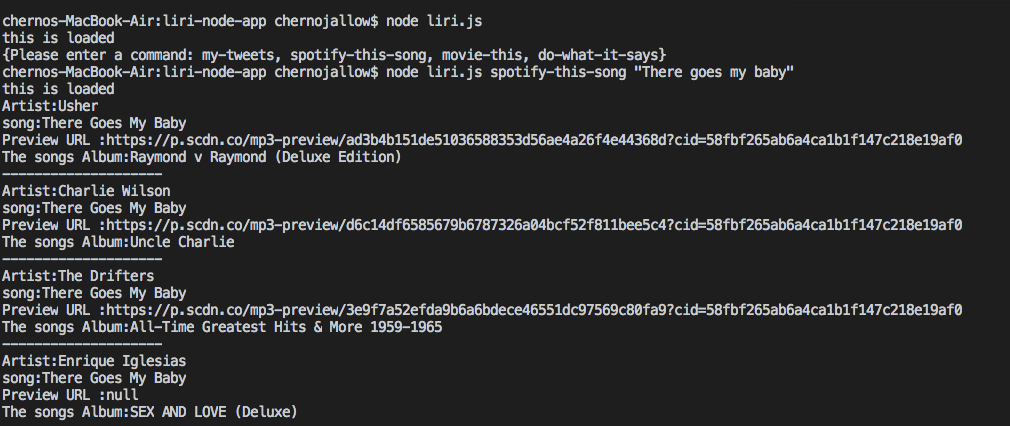 chernos-MacBook-Air:liri-node-app chernojallow$ node liri.js
this is loaded
{Please enter a command: my-tweets, spotify-this-song, movie-this, do-what-it-says}
chernos-MacBook-Air:liri-node-app chernojallow$ node liri.js spotify-this-song "There goes my baby"
this is loaded
Artist:Usher
song:There Goes My Baby
Preview URL :https://p.scdn.co/mp3-preview/ad3b4b151de51036588353d56ae4a26f4e44368d?cid=58fbf265ab6a4ca1b1f147c218e19af0
The songs Album:Raymond v Raymond (Deluxe Edition)
--------------------
Artist:Charlie Wilson
song:There Goes My Baby
Preview URL :https://p.scdn.co/mp3-preview/d6c14df6585679b6787326a04bcf52f811bee5c4?cid=58fbf265ab6a4ca1b1f147c218e19af0
The songs Album:Uncle Charlie
--------------------
Artist:The Drifters
song:There Goes My Baby
Preview URL :https://p.scdn.co/mp3-preview/3e9f7a52efda9b6a6bdece46551dc97569c80fa9?cid=58fbf265ab6a4ca1b1f147c218e19af0
The songs Album:All-Time Greatest Hits & More 1959-1965
--------------------
Artist:Enrique Iglesias
song:There Goes My Baby
Preview URL :null
The songs Album:SEX AND LOVE (Deluxe)